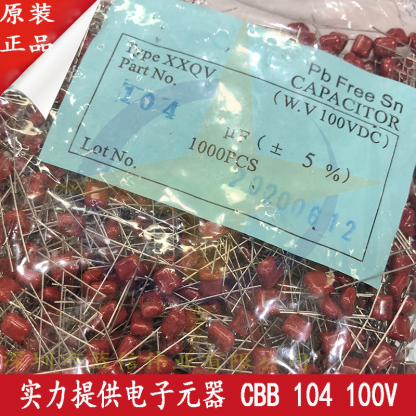 原装
正品
Pb Free Sn
CAPACITOR
(W.V 100VDC)
Type XXQV
Part No.
104
μF (± 5 %)
1000PCS
Lot No.
20200612
实力提供电子元器 CBB 104 100V